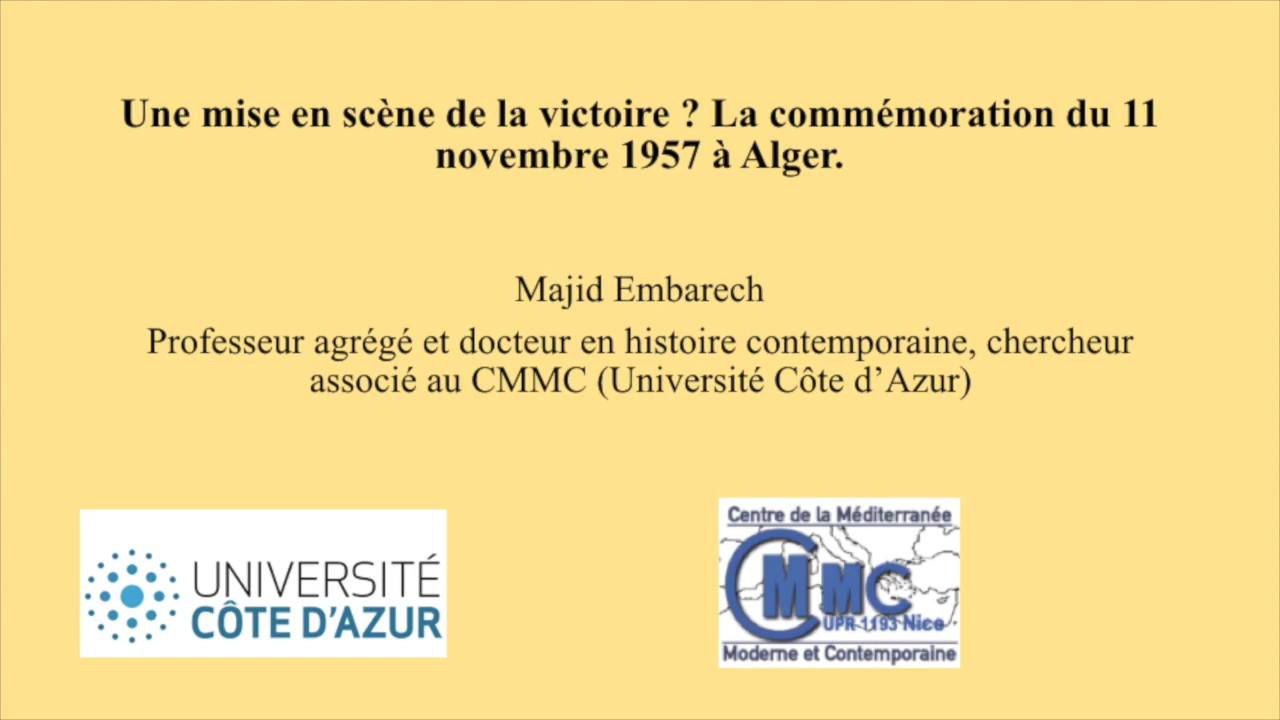 Une mise en scène de la victoire ? La commémoration du 11
novembre 1957 à Alger.
Majid Embarech
Professeur agrégé et docteur en histoire contemporaine, chercheur
associé au CMMC (Université Côte d’Azur)
UNIVERSITÉ
CÔTE D’AZUR
Centre de la Méditerranée
CMMC
UPR 1193 Nice
Moderne et Contemporaine